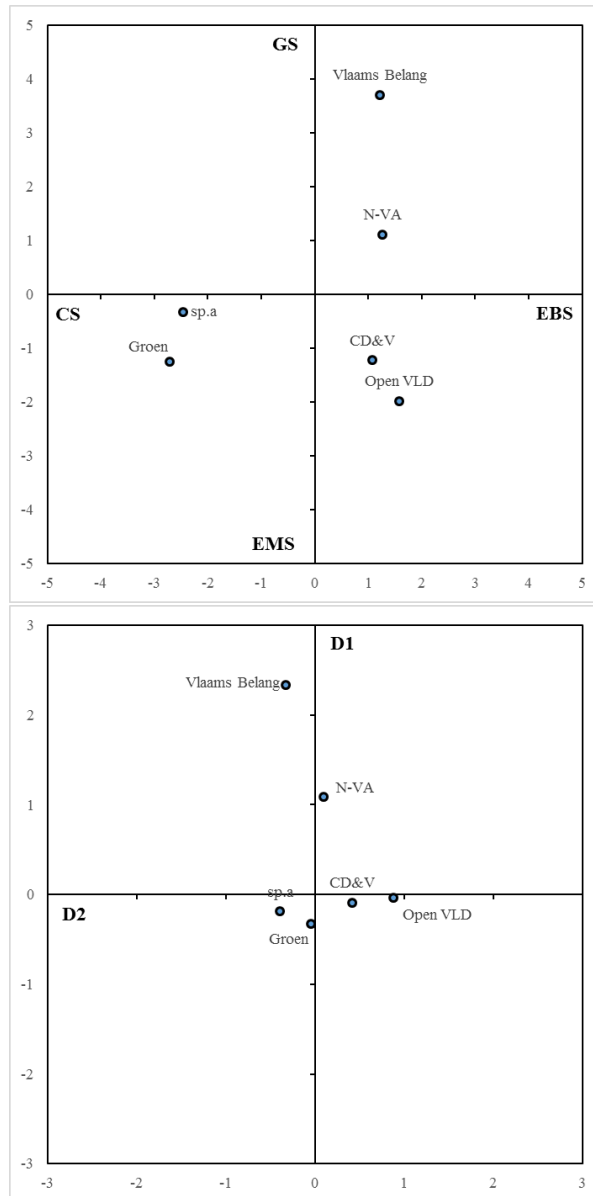 5
GS
Vlaams Belang
4
3
2
N-VA
1
0
CS
sp.a
EBS
-1
Groen
CD&V
Open VLD
-2
-3
-4
EMS
-5
-5 -4 -3 -2 -1 0 1 2 3 4 5
3
D1
Vlaams Belang
2
N-VA
1
sp.a
CD&V
0
D2
Open VLD
Groen
-1
-2
-3
-3 -2 -1 0 1 2 3